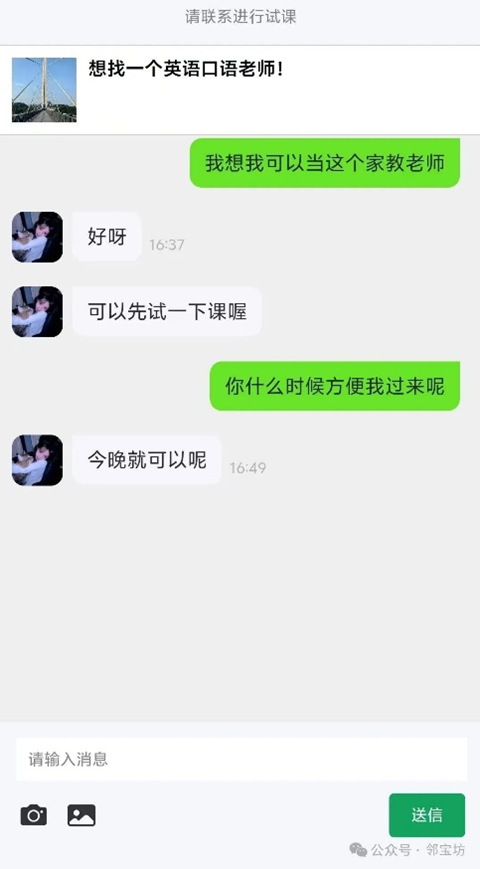 请联系进行试课
想找一个英语口语老师!
我想我可以当这个家教老师
好呀
16:37
可以先试一下课喔
你什么时候方便我过来呢
今晚就可以呢
16:49
请输入消息
送信
公众号·邻宝坊